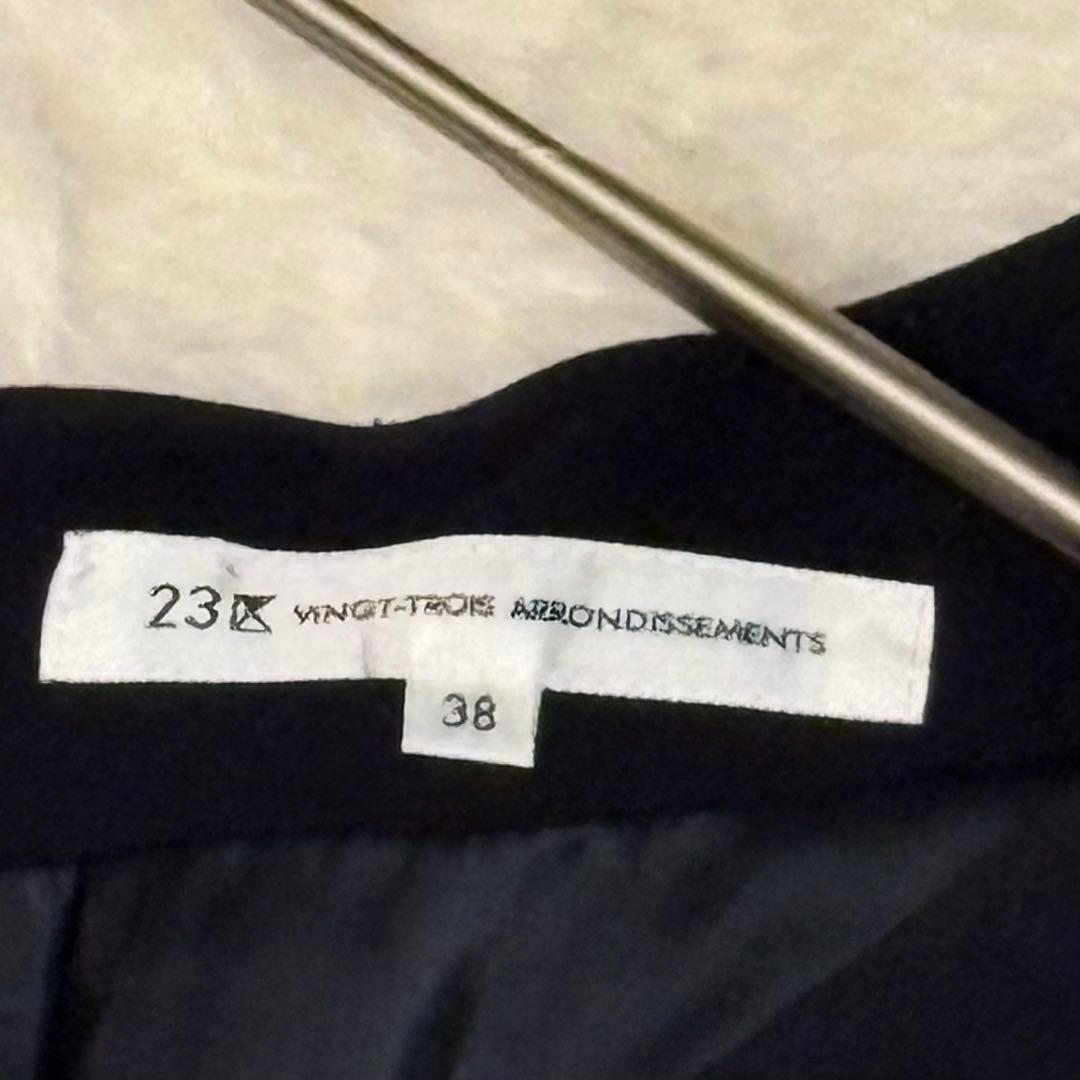 23区 VINGT-TROIS ARRONDISSEMENTS
38